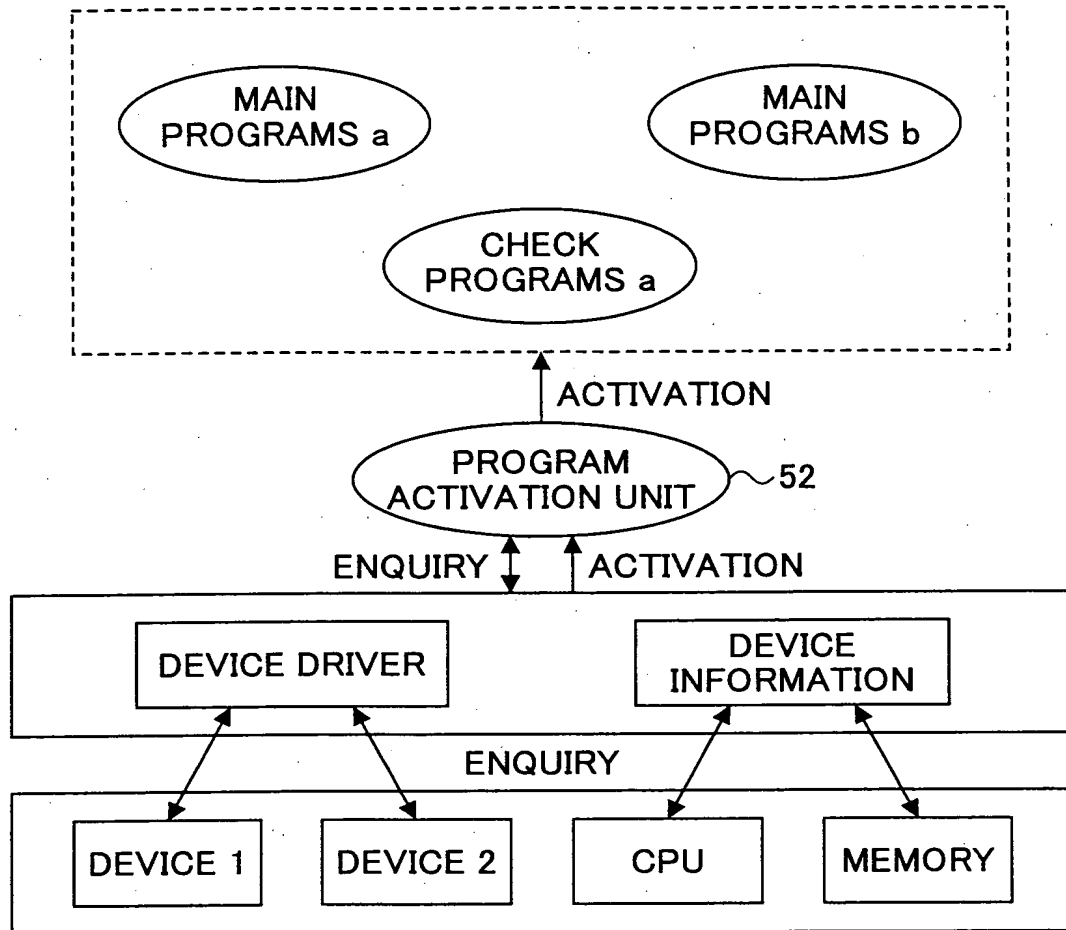 MAIN
PROGRAMS a
MAIN
PROGRAMS b
CHECK
PROGRAMS a
ACTIVATION
PROGRAM
ACTIVATION UNIT
52
ENQUIRY
ACTIVATION
DEVICE DRIVER
DEVICE
INFORMATION
ENQUIRY
DEVICE 1
DEVICE 2
CPU
MEMORY